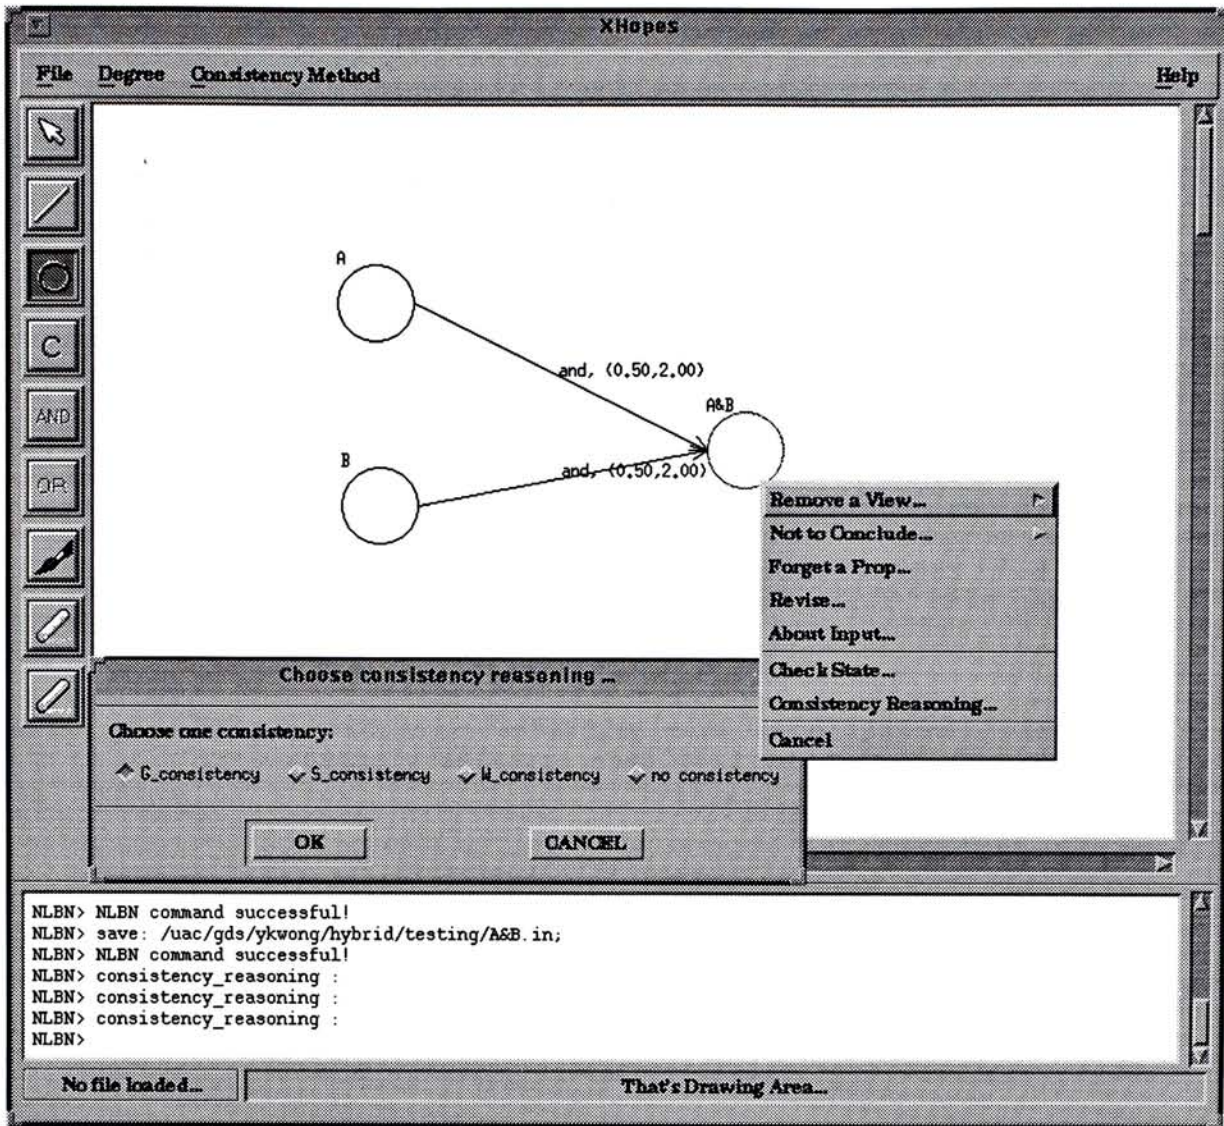 XHopes
File Degree Consistency Method Help
A
and, (0.50,2.00)
A&B
B
and, (0.50,2.00)
C
AND
OR
Remove a View...
Not to Conclude...
Forget a Prop...
Revise...
About Input...
Check State...
Consistency Reasoning...
Cancel
Choose consistency reasoning ...
Choose one consistency:
G_consistency S_consistency W_consistency no consistency
OK CANCEL
NLBN> NLBN command successful!
NLBN> save: /uac/gds/ykwong/hybrid/testing/A&B.in;
NLBN> NLBN command successful!
NLBN> consistency_reasoning :
NLBN> consistency_reasoning :
NLBN> consistency_reasoning :
NLBN>
No file loaded... That's Drawing Area...